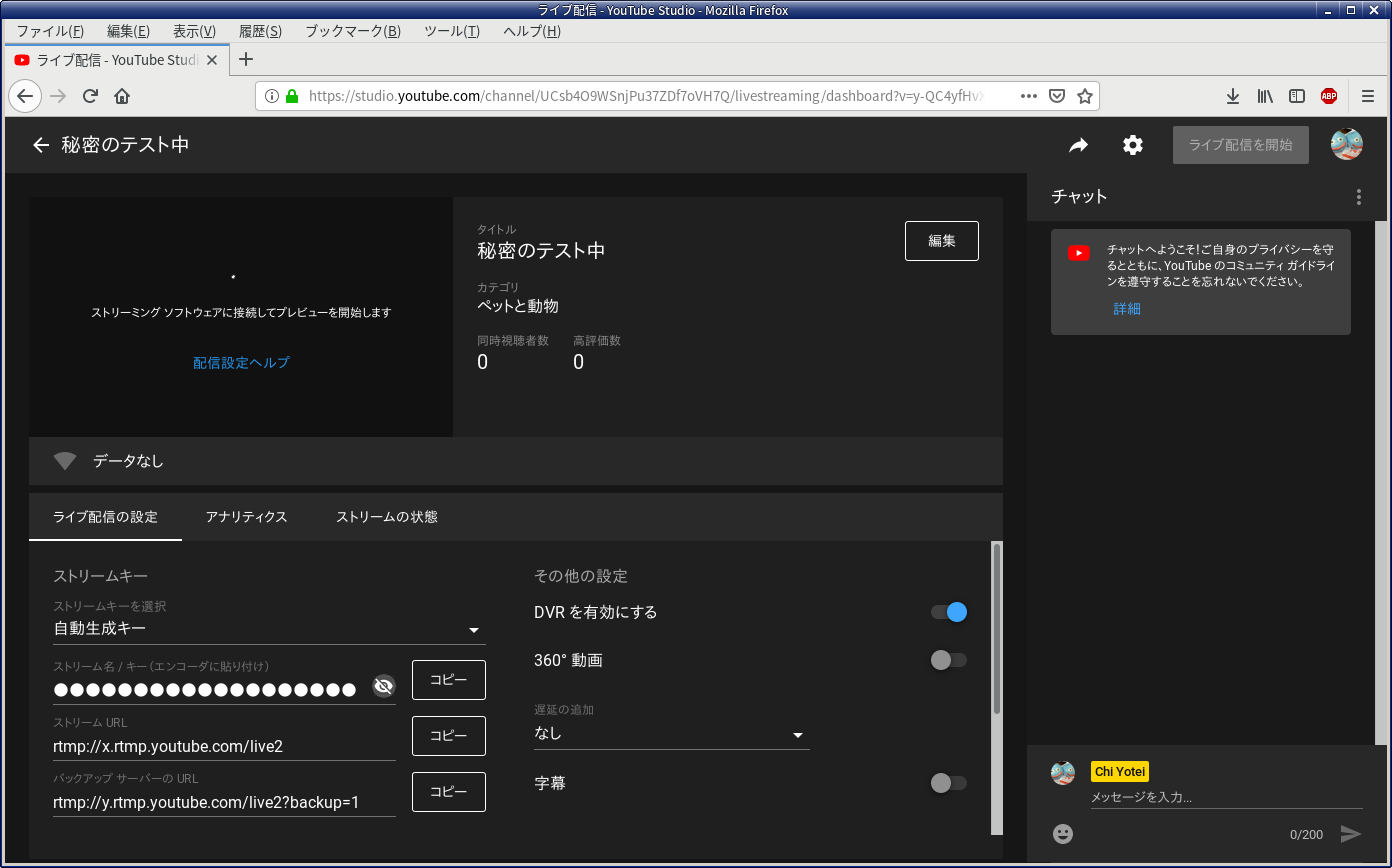 ライブ配信 - YouTube Studio - Mozilla Firefox
ファイル(F) 編集(E) 表示(V) 履歴(S) ブックマーク(B) ツール(T) ヘルプ(H)
ライブ配信 - YouTube Studi
https://studio.youtube.com/channel/UCsb4O9WSnjPu37ZDf7oVH7Q/livestreaming/dashboard?v=y-QC4yfHv
ABP
秘密のテスト中
ライブ配信を開始
ストリーミング ソフトウェアに接続してプレビューを開始します
配信設定ヘルプ
タイトル
秘密のテスト中
編集
カテゴリ
ペットと動物
同時視聴者数 高評価数
0 0
データなし
ライブ配信の設定 アナリティクス ストリームの状態
ストリームキー
ストリームキーを選択
自動生成キー
ストリーム名 / キー（エンコーダに貼り付け）
●●●●●●●●●●●●●●●●●●●
コピー
ストリーム URL
rtmp://x.rtmp.youtube.com/live2
コピー
バックアップ サーバーの URL
rtmp://y.rtmp.youtube.com/live2?backup=1
コピー
その他の設定
DVR を有効にする
360° 動画
遅延の追加
なし
字幕
チャット
チャットへようこそ！ご自身のプライバシーを守
るとともに、YouTube のコミュニティ ガイドライ
ンを遵守することを忘れないでください。
詳細
Chi Yotei
メッセージを入力...
0/200